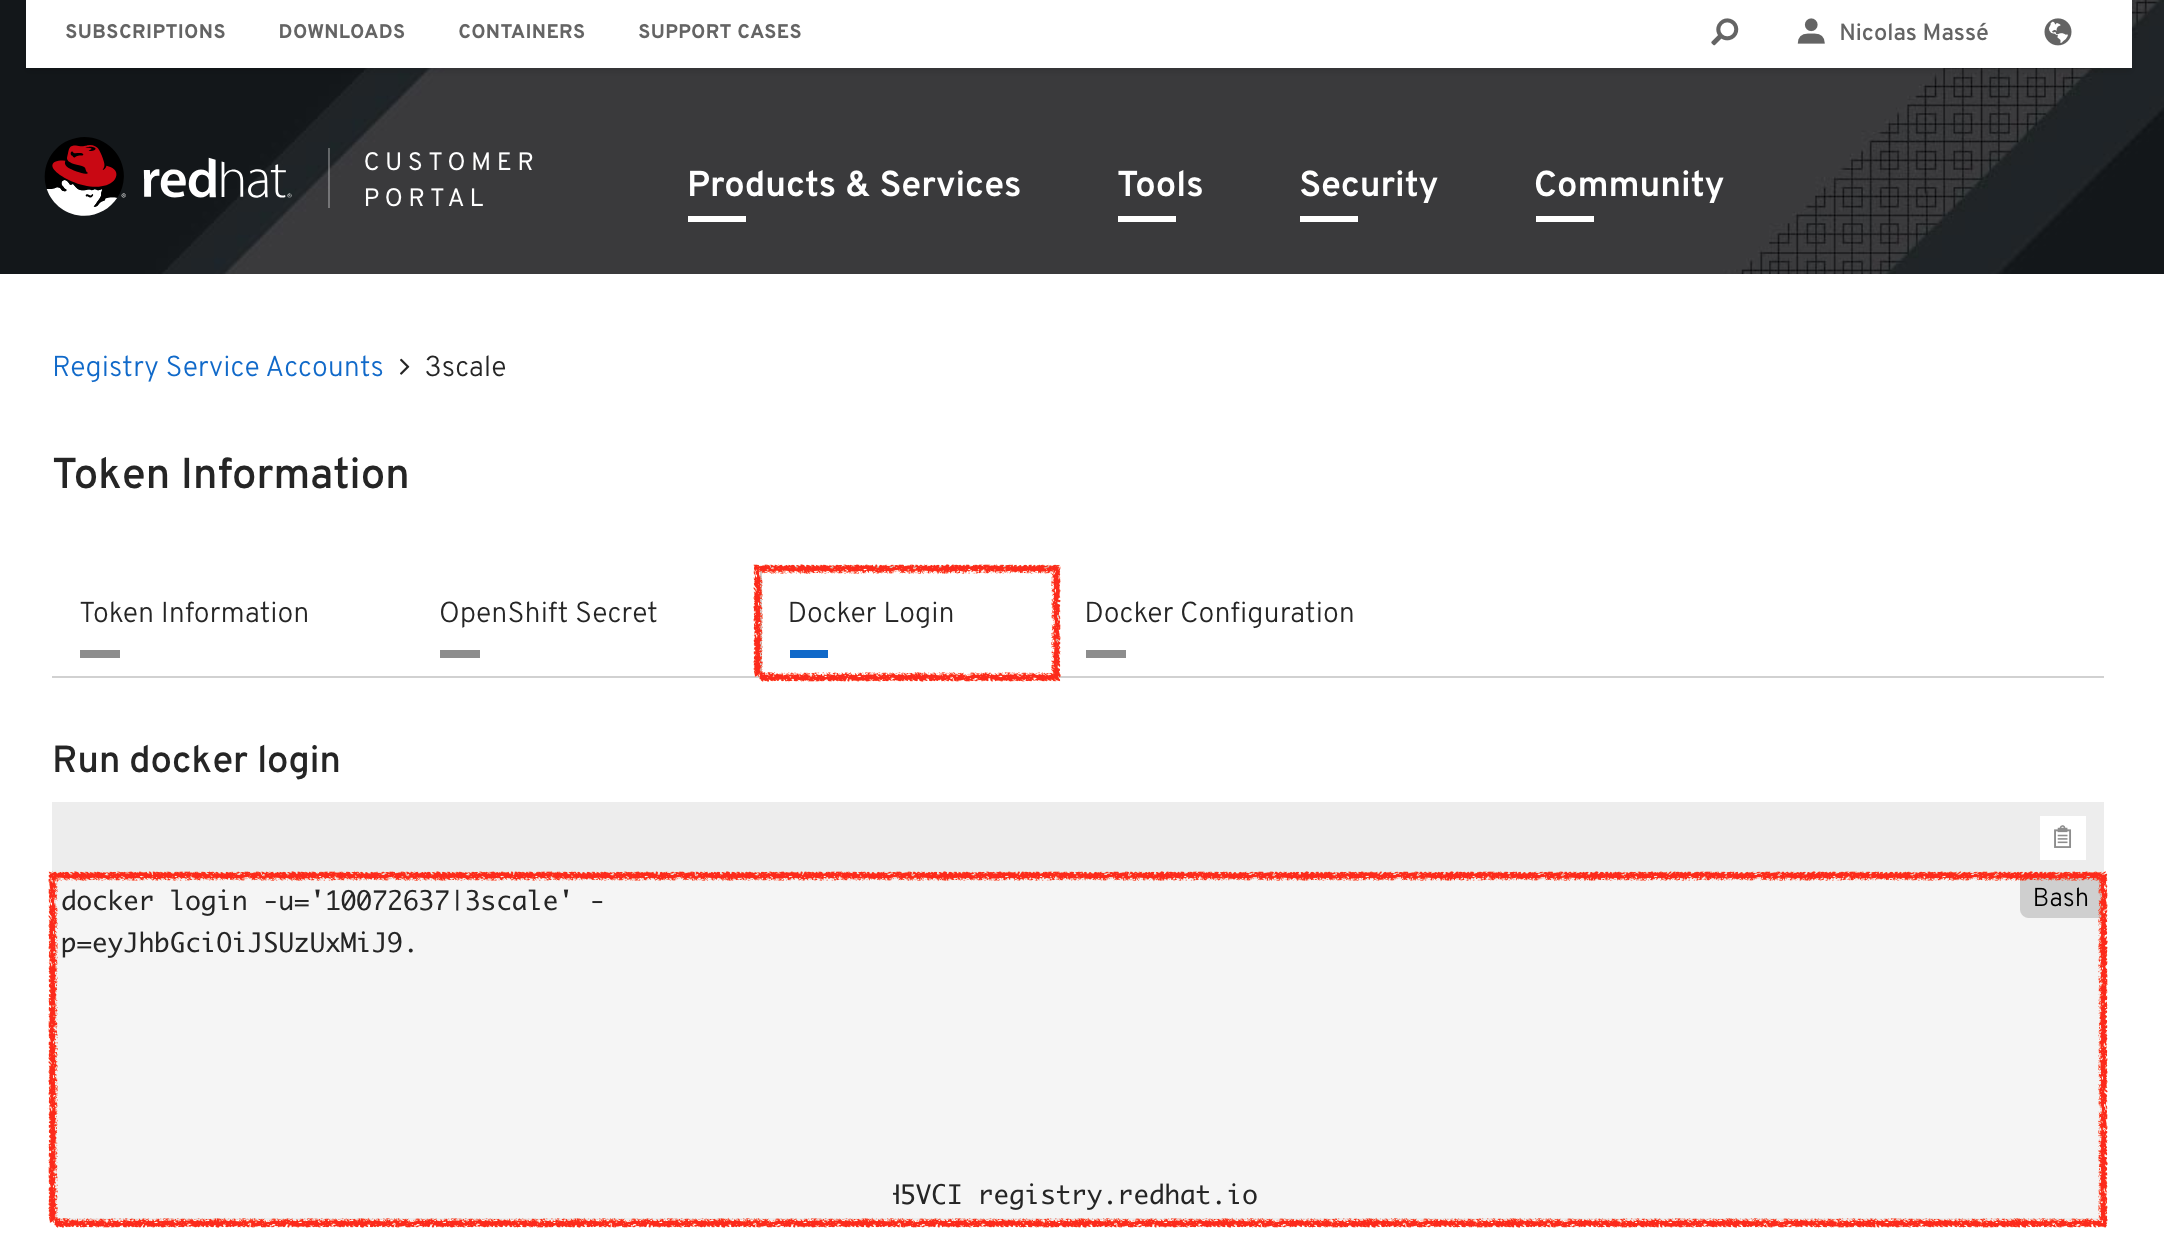 SUBSCRIPTIONS DOWNLOADS CONTAINERS SUPPORT CASES Nicolas Massé
redhat. CUSTOMER PORTAL Products & Services Tools Security Community
Registry Service Accounts > 3scale
Token Information
Token Information OpenShift Secret Docker Login Docker Configuration
Run docker login
Bash
docker login -u='10072637|3scale' -
p=eyJhbGciOiJSUzUxMiJ9.
5VCI registry.redhat.io